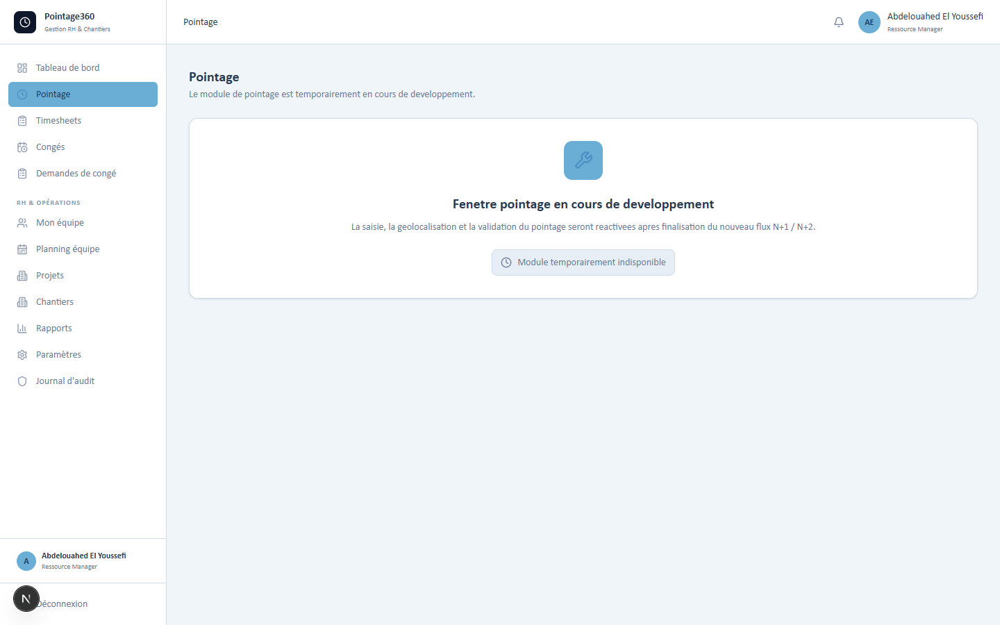 Pointage360
Gestion RH & Chantiers
Pointage
Abdelouahed El Youssefi
AE
Ressource Manager
Tableau de bord
Pointage
Timesheets
Congés
Demandes de congé
RH & OPÉRATIONS
Mon équipe
Planning équipe
Projets
Chantiers
Rapports
Paramètres
Journal d'audit
Pointage
Le module de pointage est temporairement en cours de developpement.
Fenetre pointage en cours de developpement
La saisie, la geolocalisation et la validation du pointage seront reactivees apres finalisation du nouveau flux N+1 / N+2.
Module temporairement indisponible
A
Abdelouahed El Youssefi
Ressource Manager
N
Déconnexion